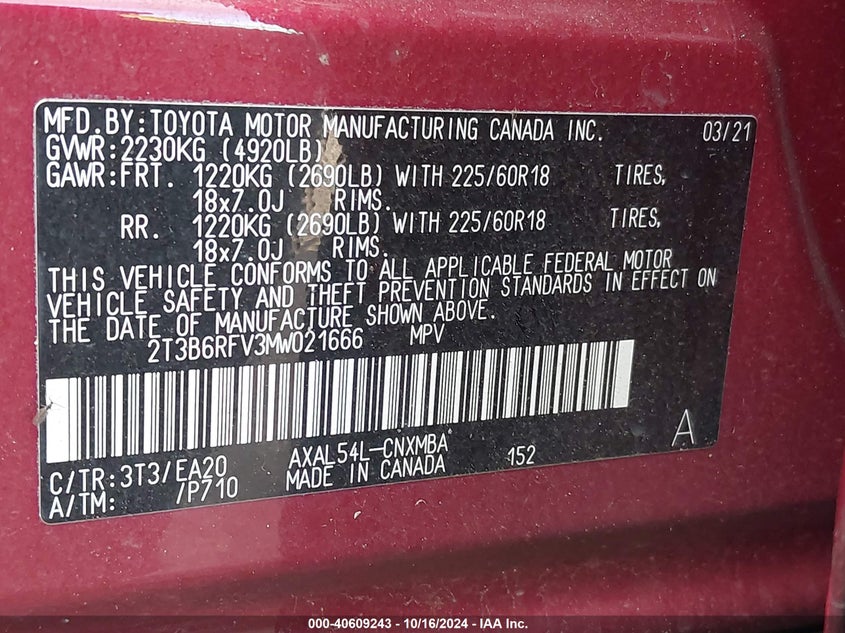 MFD.BY:TOYOTA MOTOR MANUFACTURING CANADA INC. 03/21
GVWR:2230KG (4920LB)
GAWR:FRT. 1220KG (2690LB) WITH 225/60R18 TIRES,
18x7.0J RIMS.
RR. 1220KG (2690LB) WITH 225/60R18 TIRES,
18x7.0J RIMS.
THIS VEHICLE CONFORMS TO ALL APPLICABLE FEDERAL MOTOR
VEHICLE SAFETY AND THEFT PREVENTION STANDARDS IN EFFECT ON
THE DATE OF MANUFACTURE SHOWN ABOVE.
2T3B6RFV3MW021666 MPV
A
C/TR:3T3/EA20 AXAL54L-CNXMBA 152
A/TM: /P710 MADE IN CANADA
000-40609243 - 10/16/2024 - IAA Inc.